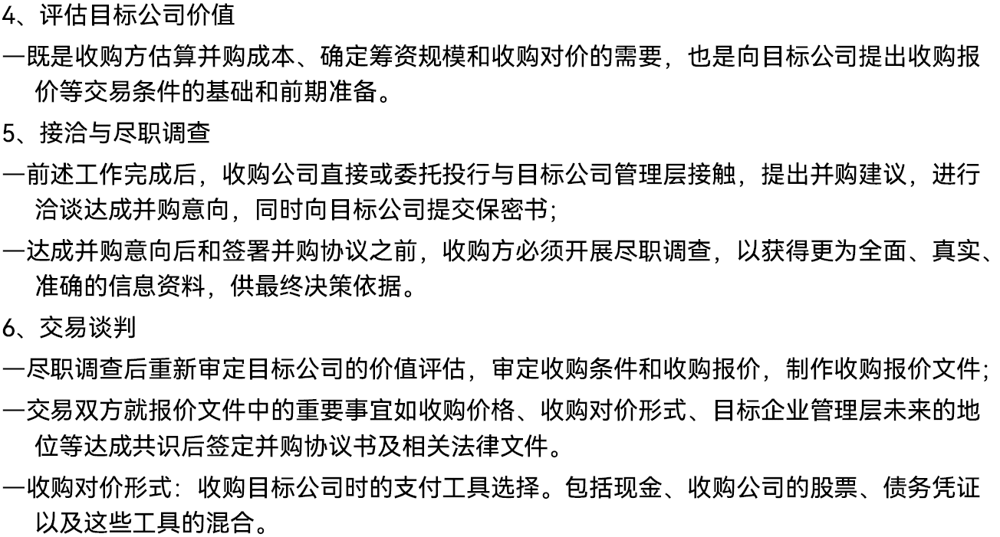 4、评估目标公司价值
—既是收购方估算并购成本、确定筹资规模和收购对价的需要，也是向目标公司提出收购报
价等交易条件的基础和前期准备。
5、接洽与尽职调查
—前述工作完成后，收购公司直接或委托投行与目标公司管理层接触，提出并购建议，进行
洽谈达成并购意向，同时向目标公司提交保密书；
—达成并购意向后和签署并购协议之前，收购方必须开展尽职调查，以获得更为全面、真实、
准确的信息资料，供最终决策依据。
6、交易谈判
—尽职调查后重新审定目标公司的价值评估，审定收购条件和收购报价，制作收购报价文件；
—交易双方就报价文件中的重要事宜如收购价格、收购对价形式、目标企业管理层未来的地
位等达成共识后签定并购协议书及相关法律文件。
—收购对价形式：收购目标公司时的支付工具选择。包括现金、收购公司的股票、债务凭证
以及这些工具的混合。